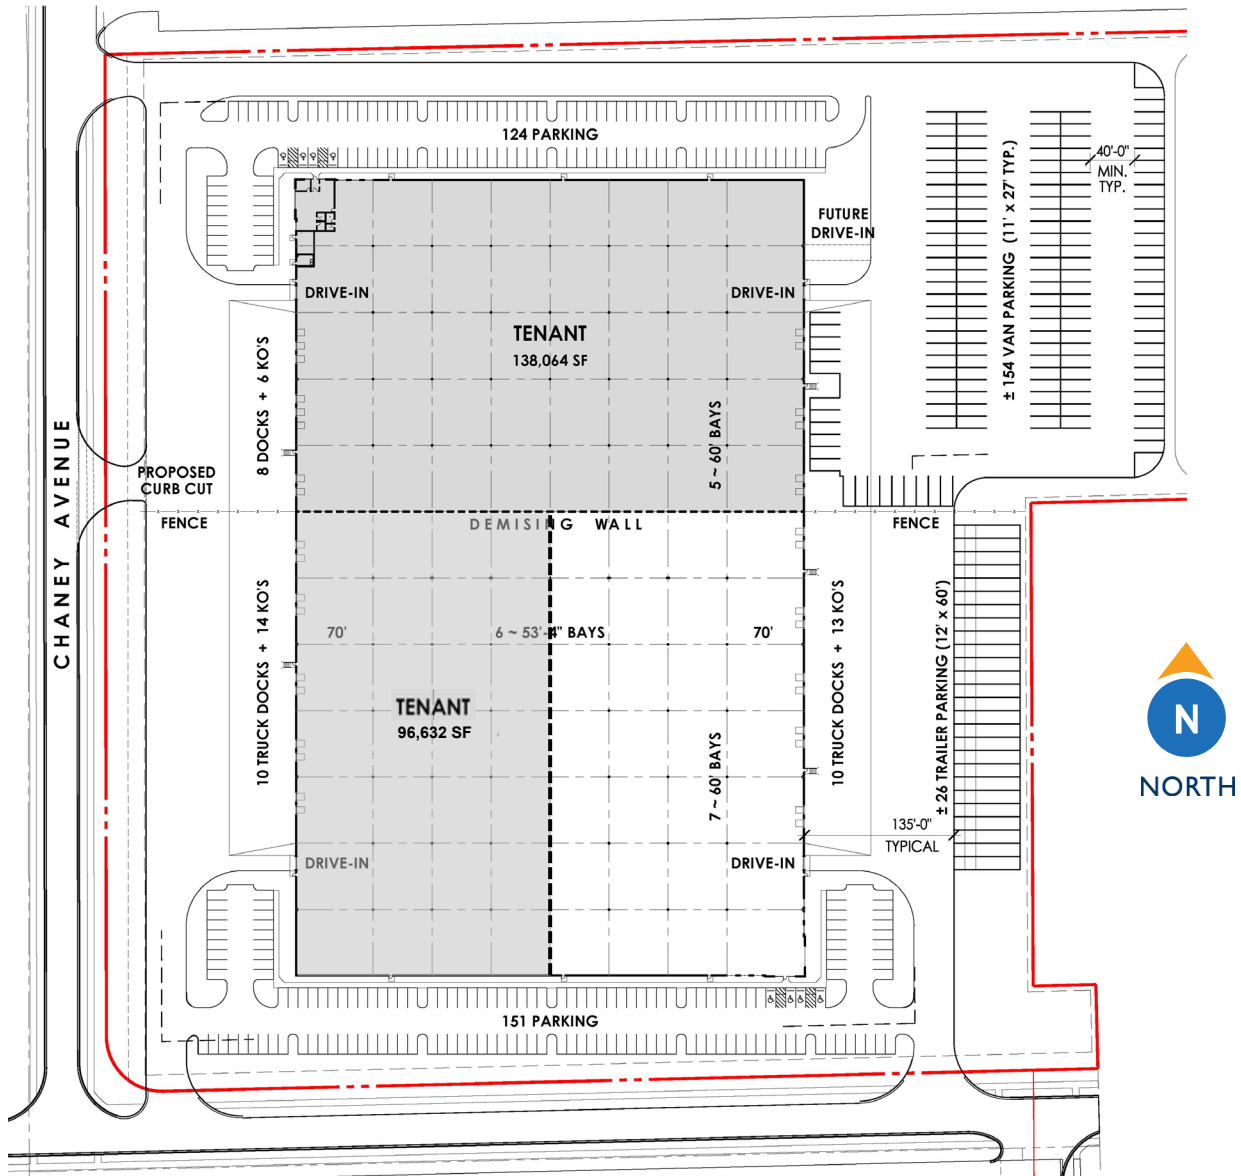 124 PARKING
40'-0"
MIN.
TYP.
± 154 VAN PARKING (11' x 27' TYP.)
FUTURE
DRIVE-IN
DRIVE-IN
DRIVE-IN
TENANT
138,064 SF
8 DOCKS + 6 KO'S
5 ~ 60' BAYS
CHANEY AVENUE
PROPOSED
CURB CUT
FENCE
DEMISING WALL
FENCE
10 TRUCK DOCKS + 14 KO'S
70'
6 ~ 53'-4" BAYS
70'
10 TRUCK DOCKS + 13 KO'S
± 26 TRAILER PARKING (12' x 60')
TENANT
96,632 SF
7 ~ 60' BAYS
N
NORTH
135'-0"
TYPICAL
DRIVE-IN
DRIVE-IN
151 PARKING